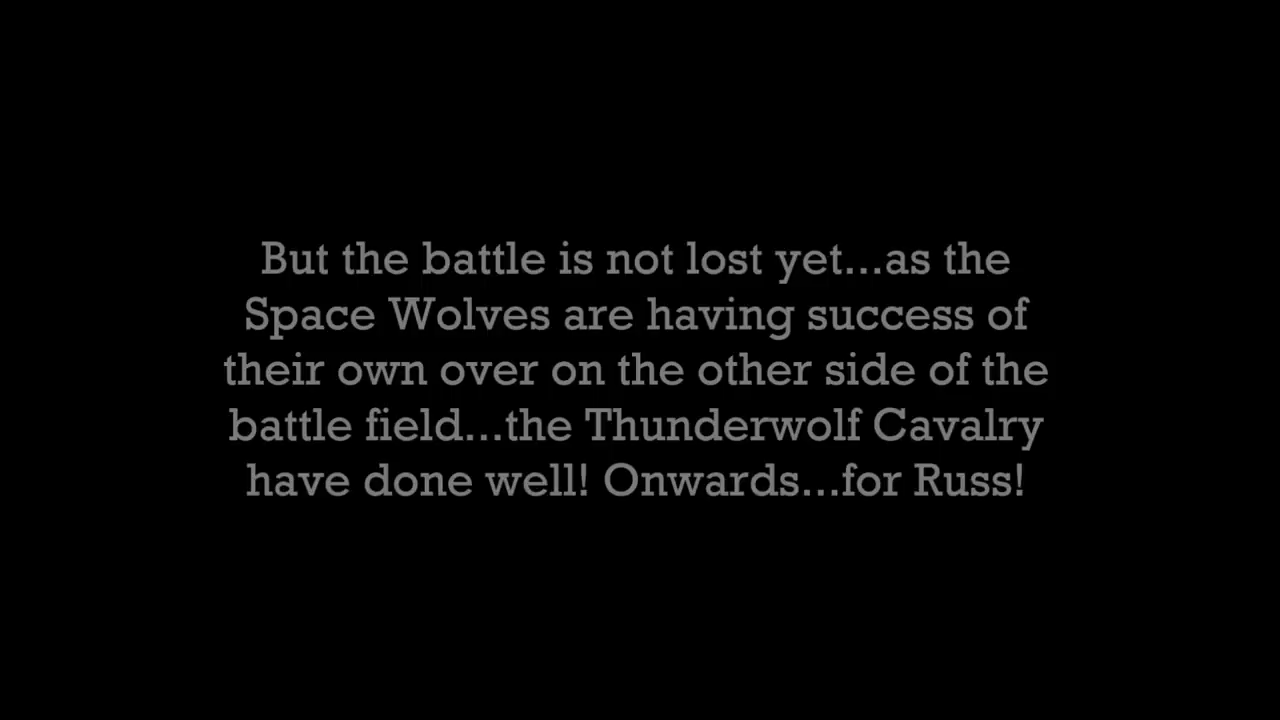 But the battle is not lost yet...as the
Space Wolves are having success of
their own over on the other side of the
battle field...the Thunderwolf Cavalry
have done well! Onwards...for Russ!